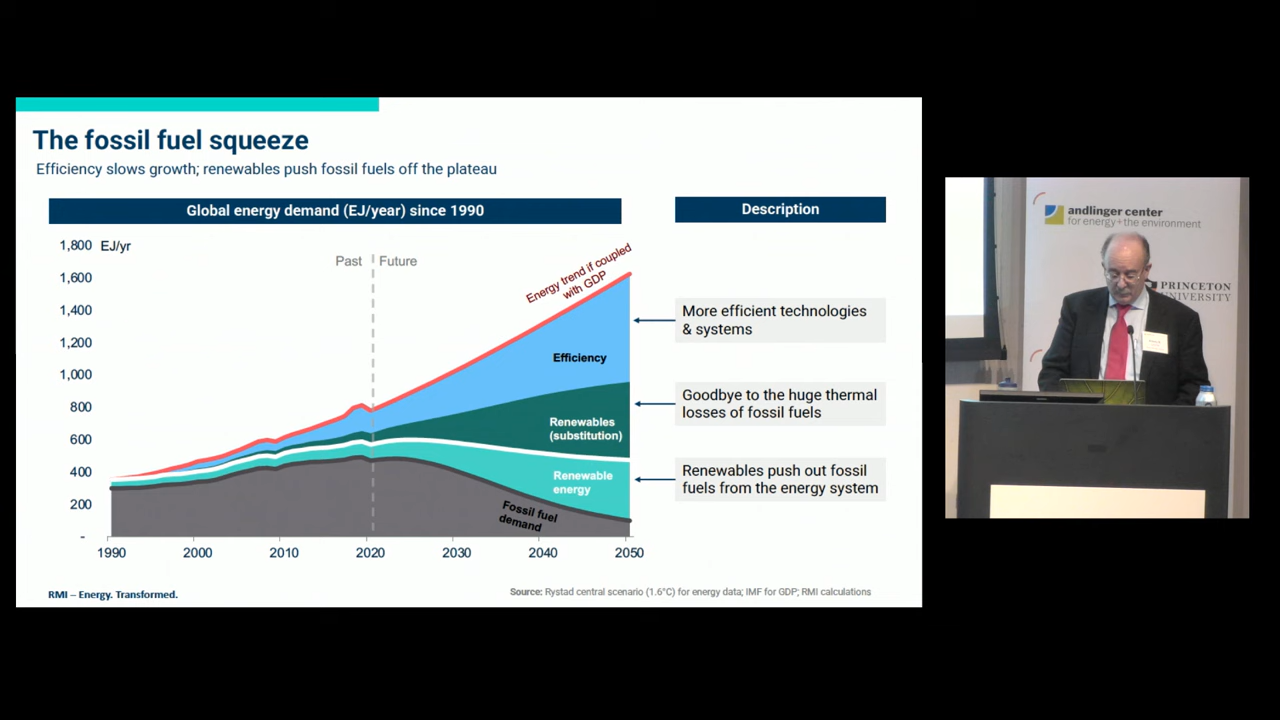 The fossil fuel squeeze
Efficiency slows growth; renewables push fossil fuels off the plateau
Global energy demand (EJ/year) since 1990
1,800
EJ/yr
1,600
1,400
1,200
1,000
800
600
400
200
-
Past
Future
Energy trend if coupled
with GDP
Efficiency
Renewables
(substitution)
Renewable
energy
Fossil fuel
demand
1990
2000
2010
2020
2030
2040
2050
Description
More efficient technologies
& systems
Goodbye to the huge thermal
losses of fossil fuels
Renewables push out fossil
fuels from the energy system
RMI – Energy. Transformed.
Source: Rystad central scenario (1.6°C) for energy data; IMF for GDP; RMI calculations
andlinger center
for energy+the environment
PRINCETON
UNIVERSITY